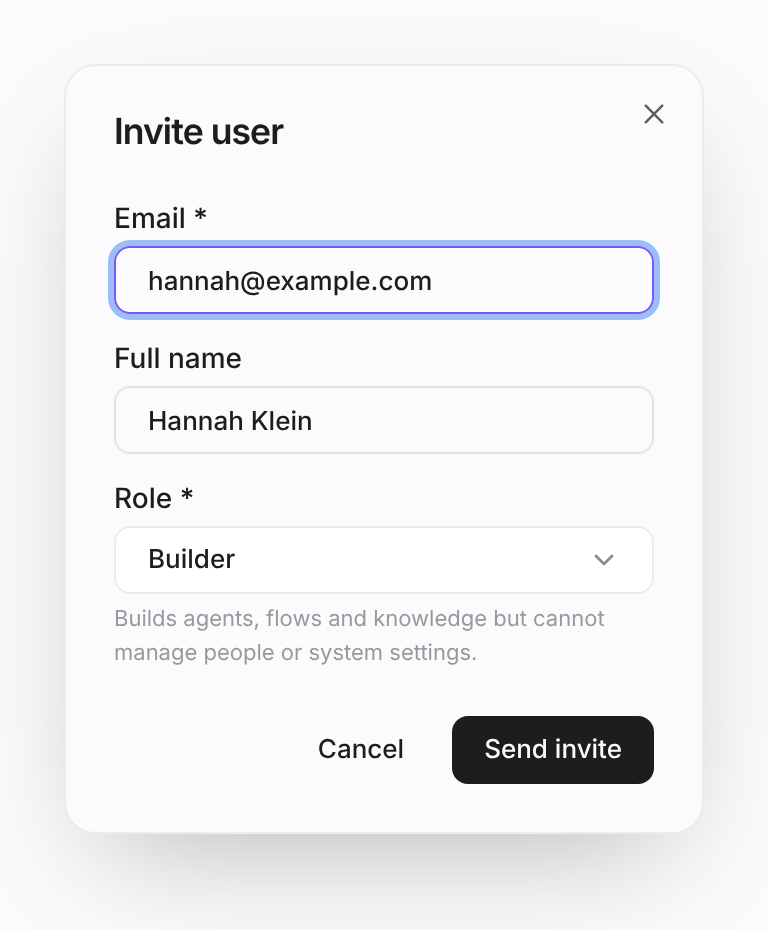 Invite user
Email *
hannah@example.com
Full name
Hannah Klein
Role *
Builder
Builds agents, flows and knowledge but cannot
manage people or system settings.
Cancel
Send invite